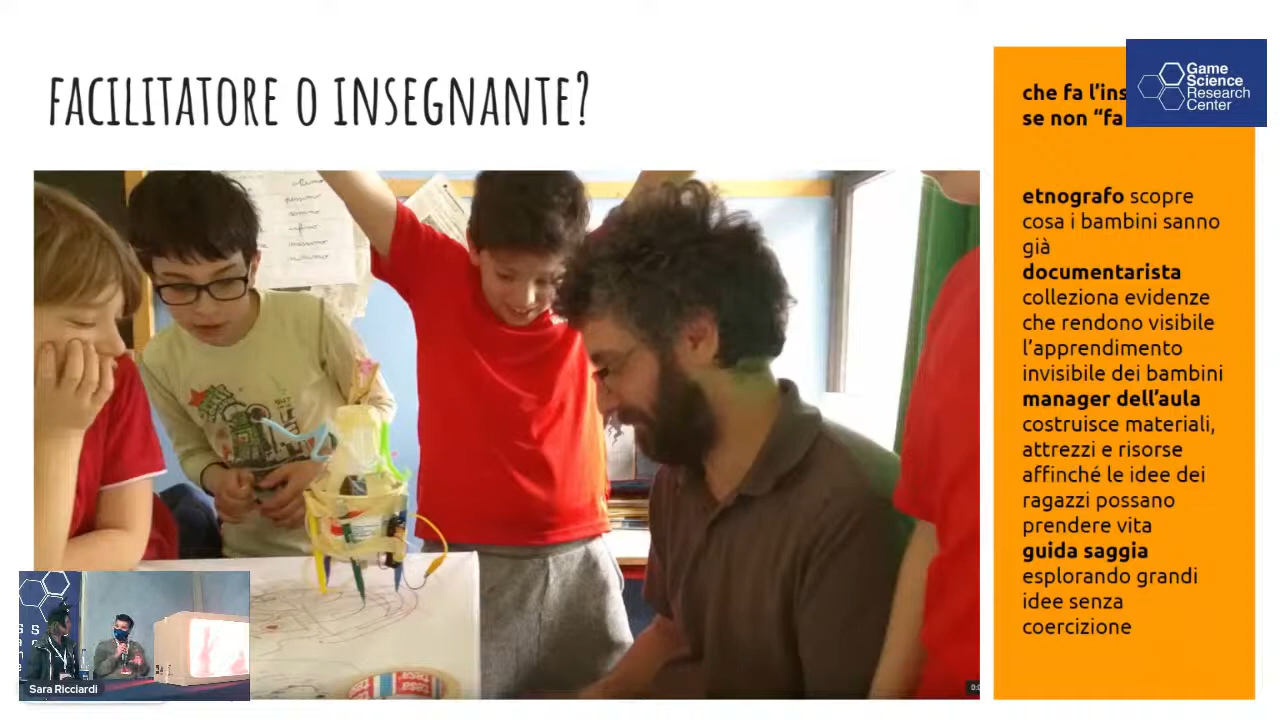 FACILITATORE O INSEGNANTE?
che fa l'ins
se non “fa
Game
Science
Research
Center
etnografo scopre
cosa i bambini sanno
già
documentarista
colleziona evidenze
che rendono visibile
l'apprendimento
invisibile dei bambini
manager dell'aula
costruisce materiali,
attrezzi e risorse
affinché le idee dei
ragazzi possano
prendere vita
guida saggia
esplorando grandi
idee senza
coercizione
Sara Ricciardi